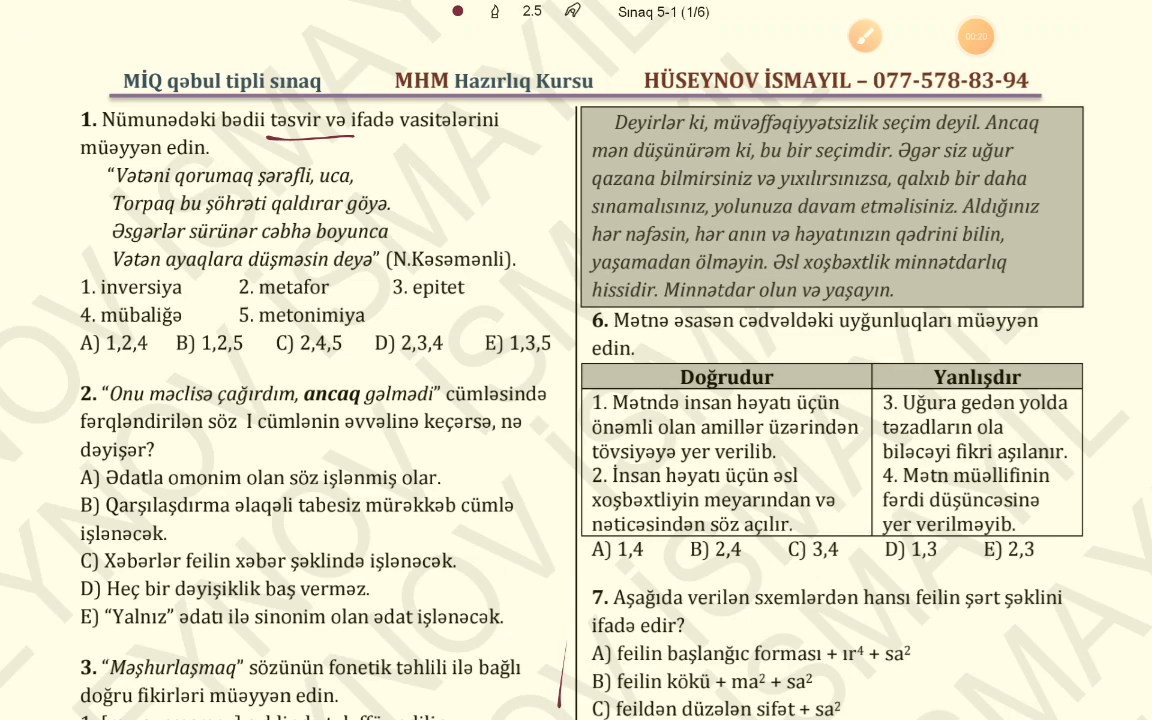 2.5 Sınaq 5-1 (1/6)
00:20
MİQ qəbul tipli sınaq MHM Hazırlıq Kursu HÜSEYNOV İSMAYIL – 077-578-83-94
1. Nümunədəki bədii təsvir və ifadə vasitələrini
müəyyən edin.
“Vətəni qorumaq şərəfli, uca,
Torpaq bu şöhrəti qaldırar göyə.
Əsgərlər sürünər cəbhə boyunca
Vətən ayaqlara düşməsin deyə” (N.Kəsəmənli).
1. inversiya 2. metafor 3. epitet
4. mübaliğə 5. metonimiya
A) 1,2,4 B) 1,2,5 C) 2,4,5 D) 2,3,4 E) 1,3,5
2. “Onu məclisə çağırdım, ancaq gəlmədi” cümləsində
fərqləndirilən söz I cümlənin əvvəlinə keçərsə, nə
dəyişər?
A) Ədatla omonim olan söz işlənmiş olar.
B) Qarşılaşdırma əlaqəli tabesiz mürəkkəb cümlə
işlənəcək.
C) Xəbərlər feilin xəbər şəklində işlənəcək.
D) Heç bir dəyişiklik baş verməz.
E) “Yalnız” ədatı ilə sinonim olan ədat işlənəcək.
3. “Məşhurlaşmaq” sözünün fonetik təhlili ilə bağlı
doğru fikirləri müəyyən edin.
Deyirlər ki, müvəffəqiyyətsizlik seçim deyil. Ancaq
mən düşünürəm ki, bu bir seçimdir. Əgər siz uğur
qazana bilmirsiniz və yıxılırsınızsa, qalxıb bir daha
sınamalısınız, yolunuza davam etməlisiniz. Aldığınız
hər nəfəsin, hər anın və həyatınızın qədrini bilin,
yaşamadan ölməyin. Əsl xoşbəxtlik minnətdarlıq
hissidir. Minnətdar olun və yaşayın.
6. Mətnə əsasən cədvəldəki uyğunluqları müəyyən
edin.
Doğrudur Yanlışdır
1. Mətndə insan həyatı üçün
önəmli olan amillər üzərindən
tövsiyəyə yer verilib.
2. İnsan həyatı üçün əsl
xoşbəxtliyin meyarından və
nəticəsindən söz açılır.
3. Uğura gedən yolda
təzadların ola
biləcəyi fikri aşılanır.
4. Mətn müəllifinin
fərdi düşüncəsinə
yer verilməyib.
A) 1,4 B) 2,4 C) 3,4 D) 1,3 E) 2,3
7. Aşağıda verilən sxemlərdən hansı feilin şərt şəklini
ifadə edir?
A) feilin başlanğıc forması + ır⁴ + sa²
B) feilin kökü + ma² + sa²
C) feildən düzələn sifət + sa²